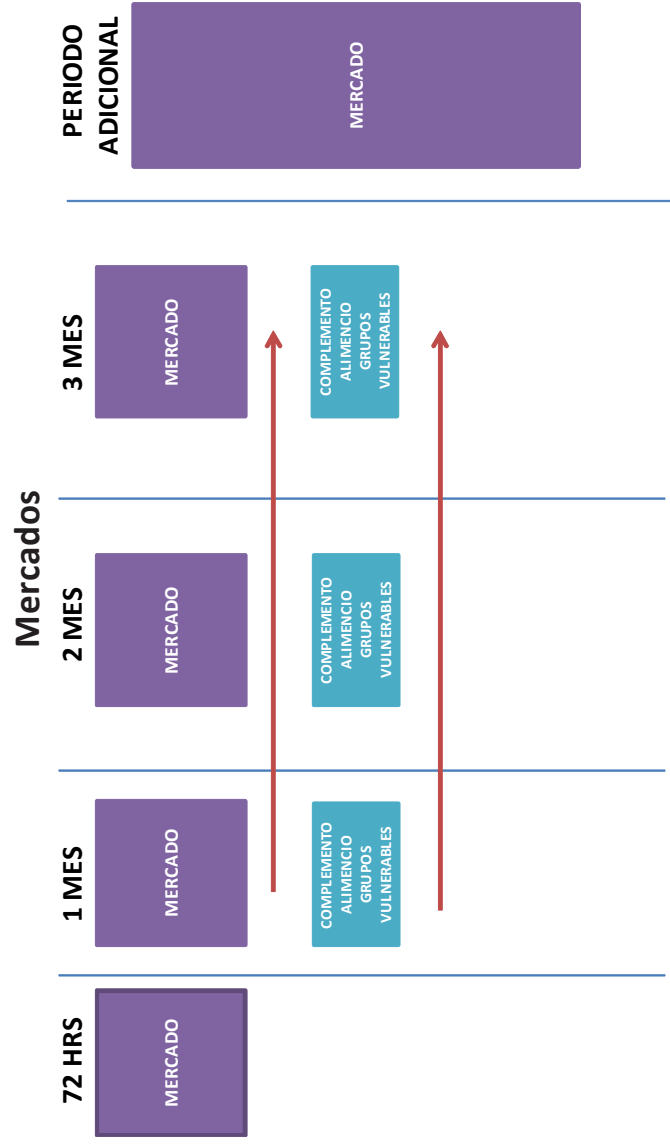 Mercados
72 HRS
1 MES
2 MES
3 MES
PERIODO
ADICIONAL
MERCADO
MERCADO
MERCADO
MERCADO
MERCADO
COMPLEMENTO
ALIMENCIO
GRUPOS
VULNERABLES
COMPLEMENTO
ALIMENCIO
GRUPOS
VULNERABLES
COMPLEMENTO
ALIMENCIO
GRUPOS
VULNERABLES